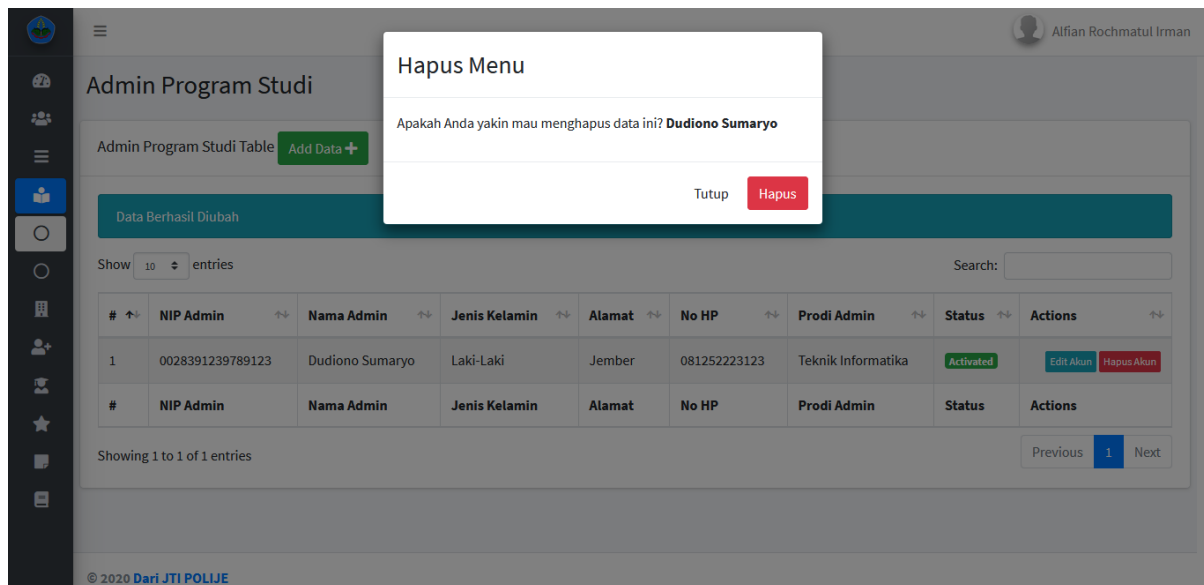 Alfian Rochmatul Irman
Hapus Menu
Apakah Anda yakin mau menghapus data ini? Dudiono Sumaryo
Tutup Hapus
Admin Program Studi
Admin Program Studi Table Add Data
Data Berhasil Diubah
Show 10 entries Search:
# NIP Admin Nama Admin Jenis Kelamin Alamat No HP Prodi Admin Status Actions
1 0028391239789123 Dudiono Sumaryo Laki-Laki Jember 081252223123 Teknik Informatika Activated Edit Akun Hapus Akun
# NIP Admin Nama Admin Jenis Kelamin Alamat No HP Prodi Admin Status Actions
Showing 1 to 1 of 1 entries Previous 1 Next
© 2020 Dari JTI POLIJE